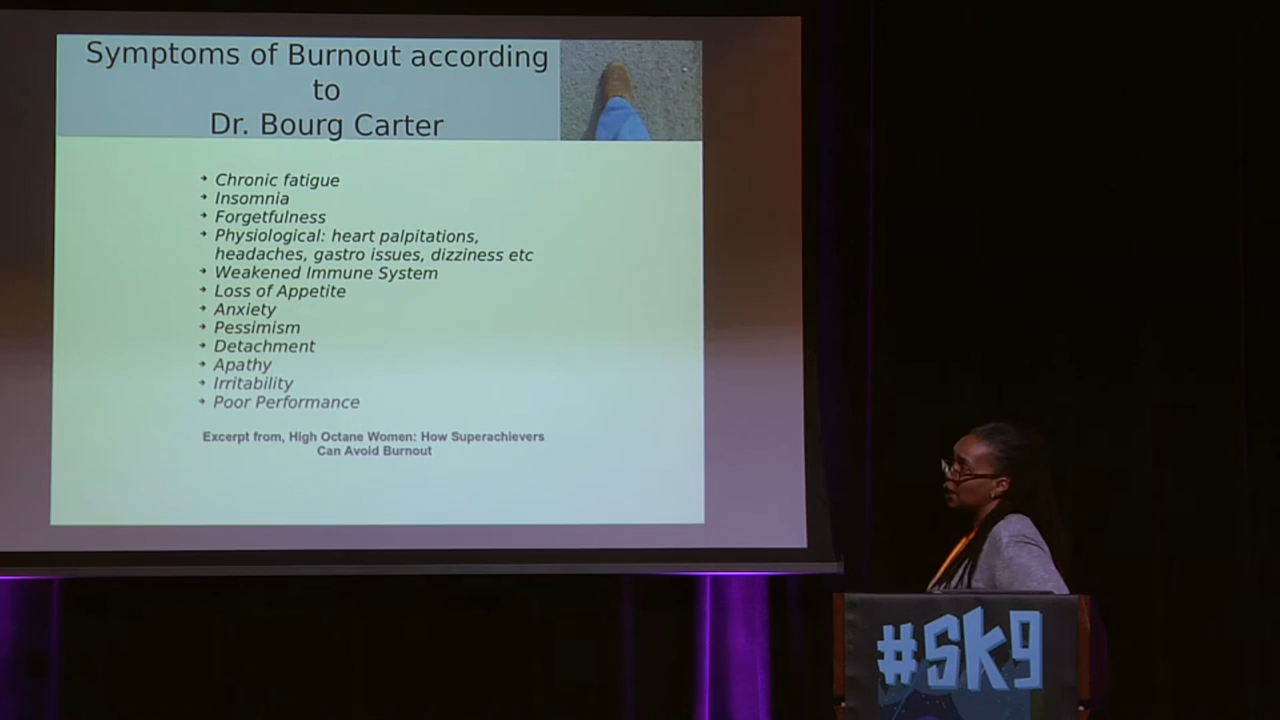 Symptoms of Burnout according
to
Dr. Bourg Carter
Chronic fatigue
Insomnia
Forgetfulness
Physiological: heart palpitations,
headaches, gastro issues, dizziness etc
Weakened Immune System
Loss of Appetite
Anxiety
Pessimism
Detachment
Apathy
Irritability
Poor Performance
Excerpt from, High Octane Women: How Superachievers
Can Avoid Burnout
#SK9